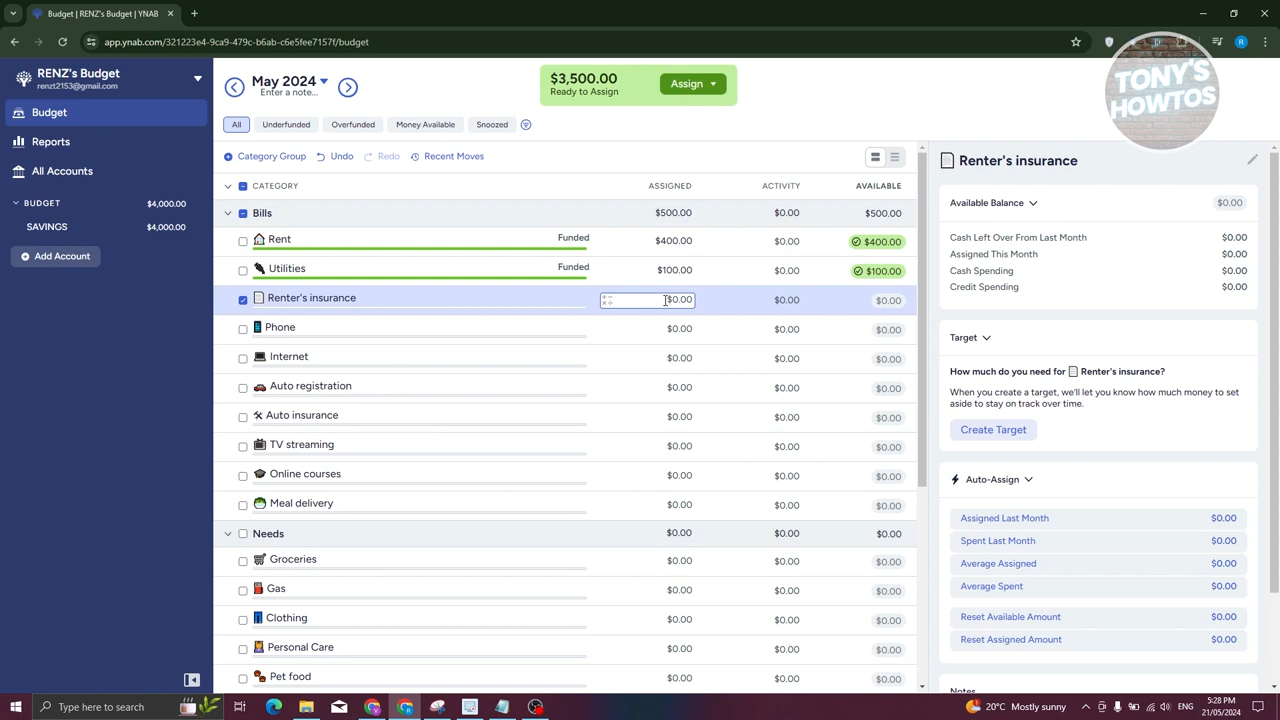 RENZ's Budget | YNAB
app.ynab.com/321223e4-9ca9-479c-b6fe-c65fee7157f/budget
RENZ's Budget
renzt2153@gmail.com
Budget
Reports
All Accounts
BUDGET $4,000.00
SAVINGS $4,000.00
Add Account
May 2024
Enter a note...
$3,500.00
Ready to Assign
Assign
TONY'S
HOWTOS
All Underfunded Overfunded Money Available Snoozed
Category Group Undo Redo Recent Moves
CATEGORY ASSIGNED ACTIVITY AVAILABLE
Bills $500.00 $0.00 $500.00
Rent Funded $400.00 $0.00 $400.00
Utilities Funded $100.00 $0.00 $100.00
Renter's insurance $0.00 $0.00 $0.00
Phone $0.00 $0.00 $0.00
Internet $0.00 $0.00 $0.00
Auto registration $0.00 $0.00 $0.00
Auto insurance $0.00 $0.00 $0.00
TV streaming $0.00 $0.00 $0.00
Online courses $0.00 $0.00 $0.00
Meal delivery $0.00 $0.00 $0.00
Needs $0.00 $0.00 $0.00
Groceries $0.00 $0.00 $0.00
Gas $0.00 $0.00 $0.00
Clothing $0.00 $0.00 $0.00
Personal Care $0.00 $0.00 $0.00
Pet food $0.00 $0.00 $0.00
Renter's insurance
Available Balance $0.00
Cash Left Over From Last Month $0.00
Assigned This Month $0.00
Cash Spending $0.00
Credit Spending $0.00
Target
How much do you need for Renter's insurance?
When you create a target, we'll let you know how much money to set
aside to stay on track over time.
Create Target
Auto-Assign
Assigned Last Month $0.00
Spent Last Month $0.00
Average Assigned $0.00
Average Spent $0.00
Reset Available Amount $0.00
Reset Assigned Amount $0.00
Notes
Type here to search
20°C Mostly sunny
ENG
5:28 PM
21/05/2024